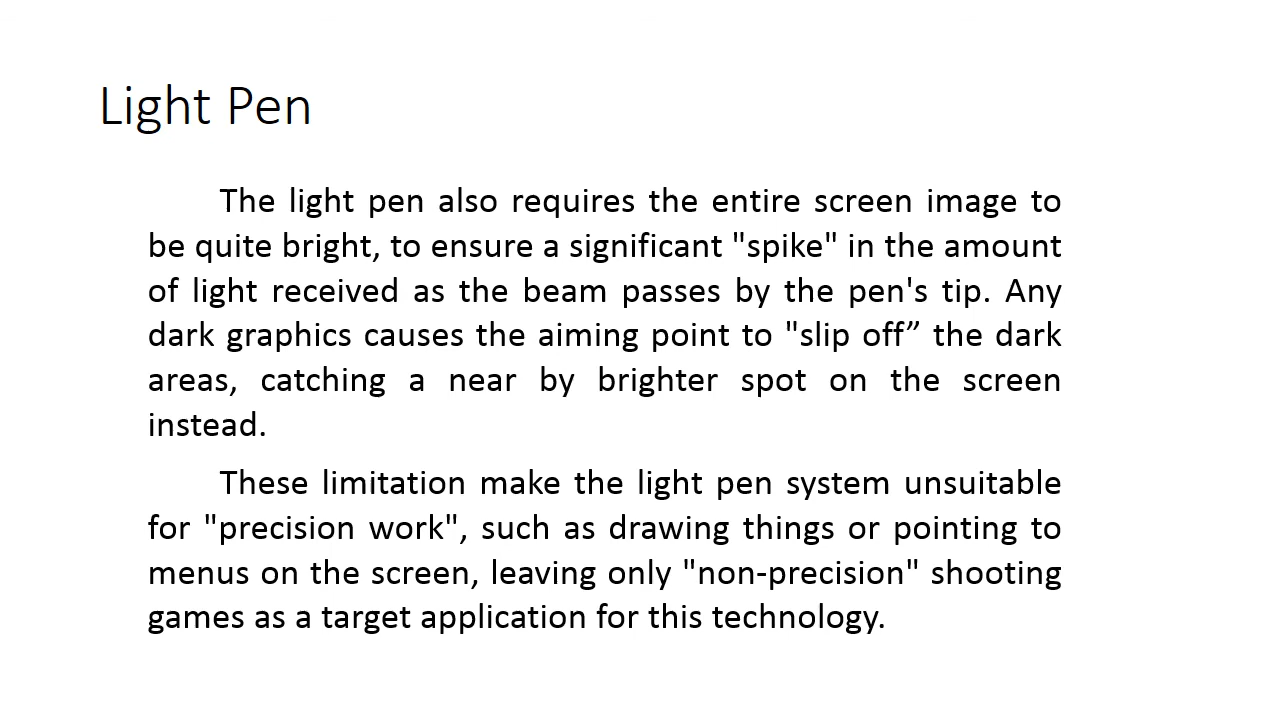 Light Pen
The light pen also requires the entire screen image to
be quite bright, to ensure a significant "spike" in the amount
of light received as the beam passes by the pen's tip. Any
dark graphics causes the aiming point to "slip off” the dark
areas, catching a near by brighter spot on the screen
instead.
These limitation make the light pen system unsuitable
for "precision work", such as drawing things or pointing to
menus on the screen, leaving only "non-precision" shooting
games as a target application for this technology.